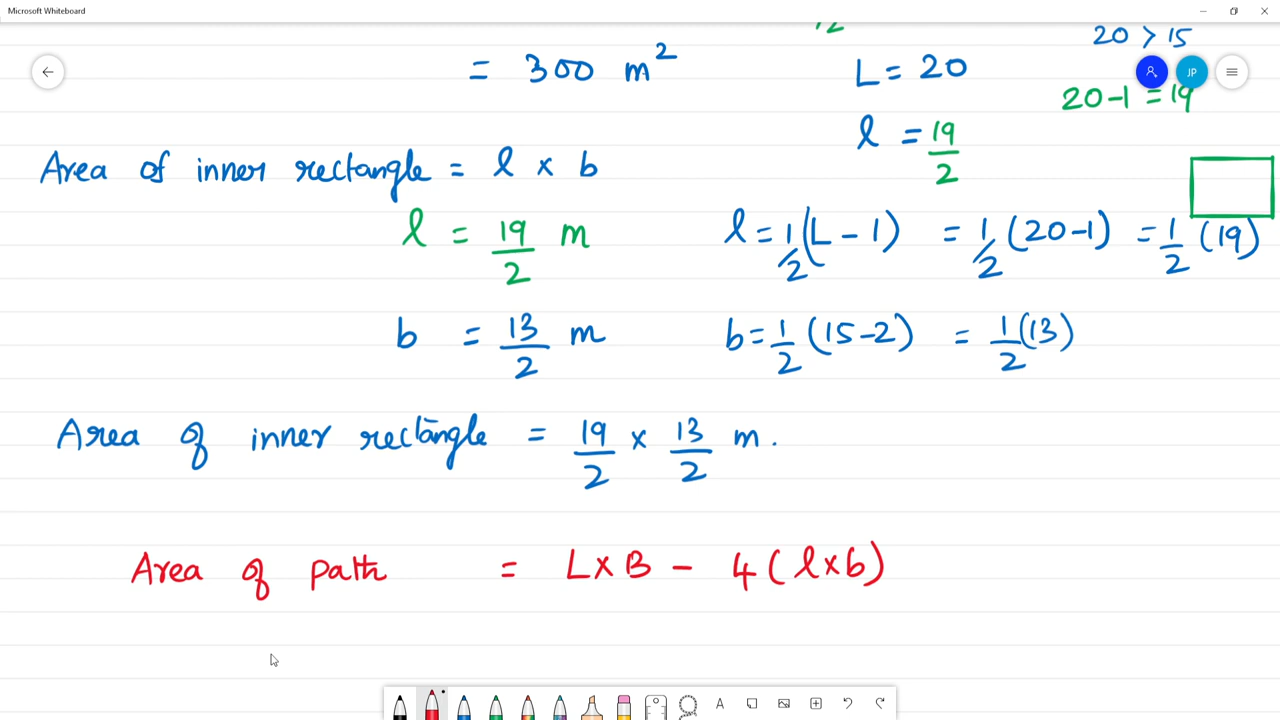 Microsoft Whiteboard
20 > 15
= 300 m²
L = 20
JP
20-1 = 19
l = 19/2
Area of inner rectangle = l x b
l = 19/2 m
l = 1/2 (L - 1) = 1/2 (20-1) = 1/2 (19)
b = 13/2 m
b = 1/2 (15-2) = 1/2 (13)
Area of inner rectangle = 19/2 x 13/2 m.
Area of path = L x B - 4 (l x b)
A